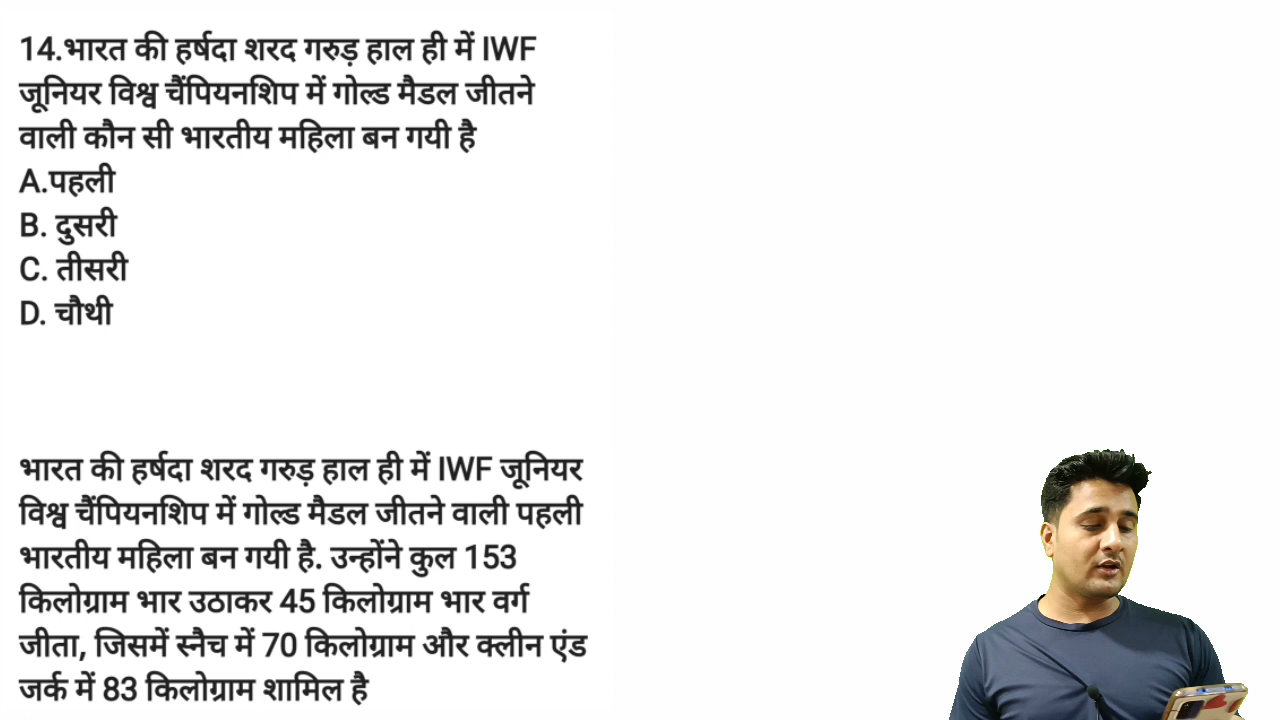 14.भारत की हर्षदा शरद गरुड़ हाल ही में IWF
जूनियर विश्व चैंपियनशिप में गोल्ड मैडल जीतने
वाली कौन सी भारतीय महिला बन गयी है
A.पहली
B. दुसरी
C. तीसरी
D. चौथी
भारत की हर्षदा शरद गरुड़ हाल ही में IWF जूनियर
विश्व चैंपियनशिप में गोल्ड मैडल जीतने वाली पहली
भारतीय महिला बन गयी है. उन्होंने कुल 153
किलोग्राम भार उठाकर 45 किलोग्राम भार वर्ग
जीता, जिसमें स्नैच में 70 किलोग्राम और क्लीन एंड
जर्क में 83 किलोग्राम शामिल है